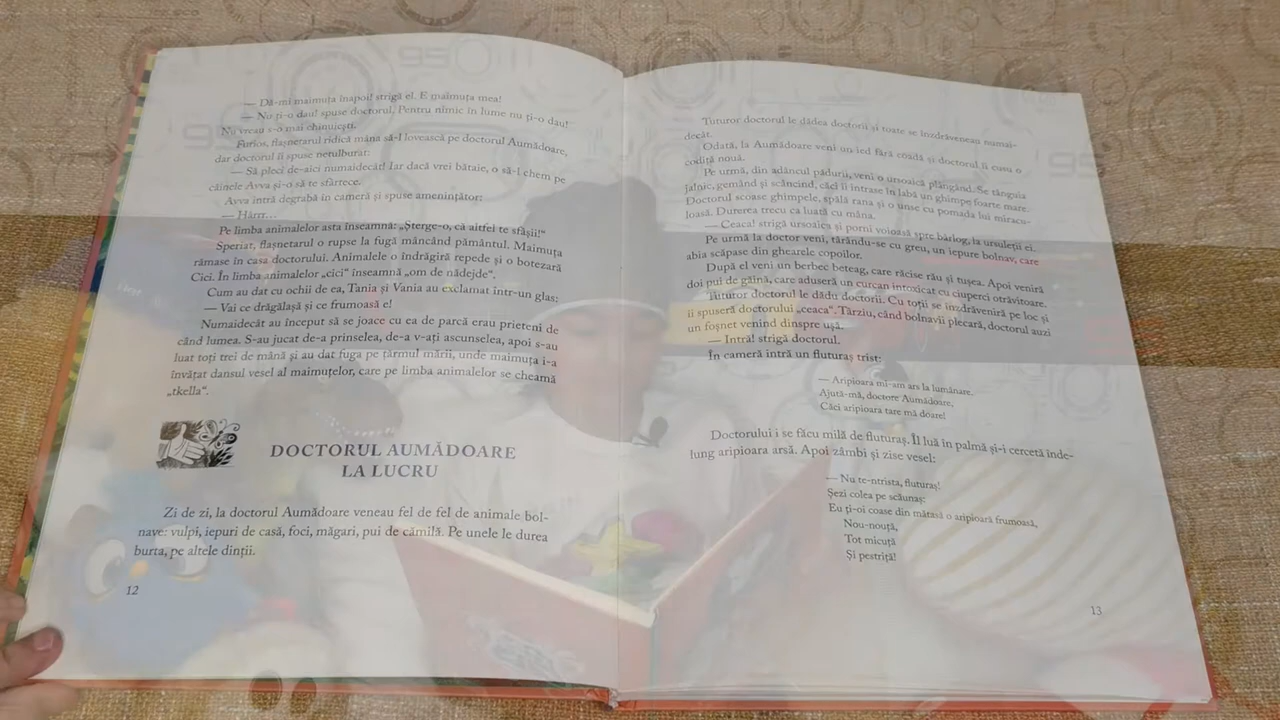 — Dă-mi maimuța înapoi! strigă el. E maimuța mea!
— Nu ți-o dau! spuse doctorul. Pentru nimic în lume nu ți-o dau!
Nu vreau s-o mai chinuiești.
Furios, flașnetarul ridică mâna să-l lovească pe doctorul Aumădoare,
dar doctorul îi spuse netulburat:
— Să pleci de-aici numaidecât! Iar dacă vrei bătaie, o să-l chem pe
câinele Avva și-o să te sfârtece.
Avva intră degrabă în cameră și spuse amenințător:
— Hârrr...
Pe limba animalelor asta înseamnă: „Șterge-o, că altfel te sfâșii!“
Speriat, flașnetarul o rupse la fugă mâncând pământul. Maimuța
rămase în casa doctorului. Animalele o îndrăgiră repede și o botezară
Cici. În limba animalelor „cici“ înseamnă „om de nădejde“.
Cum au dat cu ochii de ea, Tania și Vania au exclamat într-un glas:
— Vai ce drăgălașă și ce frumoasă e!
Numaidecât au început să se joace cu ea de parcă erau prieteni de
când lumea. S-au jucat de-a prinselea, de-a v-ați ascunselea, apoi s-au
luat toți trei de mână și au dat fuga pe țărmul mării, unde maimuța i-a
învățat dansul vesel al maimuțelor, care pe limba animalelor se cheamă
„tkella“.
DOCTORUL AUMĂDOARE
LA LUCRU
Zi de zi, la doctorul Aumădoare veneau fel de fel de animale bol-
nave: vulpi, iepuri de casă, foci, măgari, pui de cămilă. Pe unele le durea
burta, pe altele dinții.
12
Tuturor doctorul le dădea doctorii și toate se înzdrăveneau numai-
decât.
Odată, la Aumădoare veni un ied fără coadă și doctorul îi cusu o
codiță nouă.
Pe urmă, din adâncul pădurii, veni o ursoaică plângând. Se tânguia
jalnic, gemând și scâncind, căci îi intrase în labă un ghimpe foarte mare.
Doctorul scoase ghimpele, spălă rana și o unse cu pomada lui miracu-
loasă. Durerea trecu ca luată cu mâna.
— Ceaca! strigă ursoaica și porni voioasă spre bârlog, la ursuleții ei.
Pe urmă la doctor veni, târându-se cu greu, un iepure bolnav, care
abia scăpase din ghearele copoilor.
După el veni un berbec beteag, care răcise rău și tușea. Apoi veniră
doi pui de găină, care aduseră un curcan intoxicat cu ciuperci otrăvitoare.
Tuturor doctorul le dădu doctorii. Cu toții se înzdrăveniră pe loc și
îi spuseră doctorului „ceaca“. Târziu, când bolnavii plecară, doctorul auzi
un foșnet venind dinspre ușă.
— Intră! strigă doctorul.
În cameră intră un fluturaș trist:
— Aripioara mi-am ars la lumânare.
Ajută-mă, doctore Aumădoare,
Căci aripioara tare mă doare!
Doctorului i se făcu milă de fluturaș. Îl luă în palmă și-i cercetă înde-
lung aripioara arsă. Apoi zâmbi și zise vesel:
— Nu te-ntrista, fluturaș!
Șezi colea pe scăunaș:
Eu ți-oi coase din mătasă o aripioară frumoasă,
Nou-nouță,
Tot micuță
Și pestriță!
13